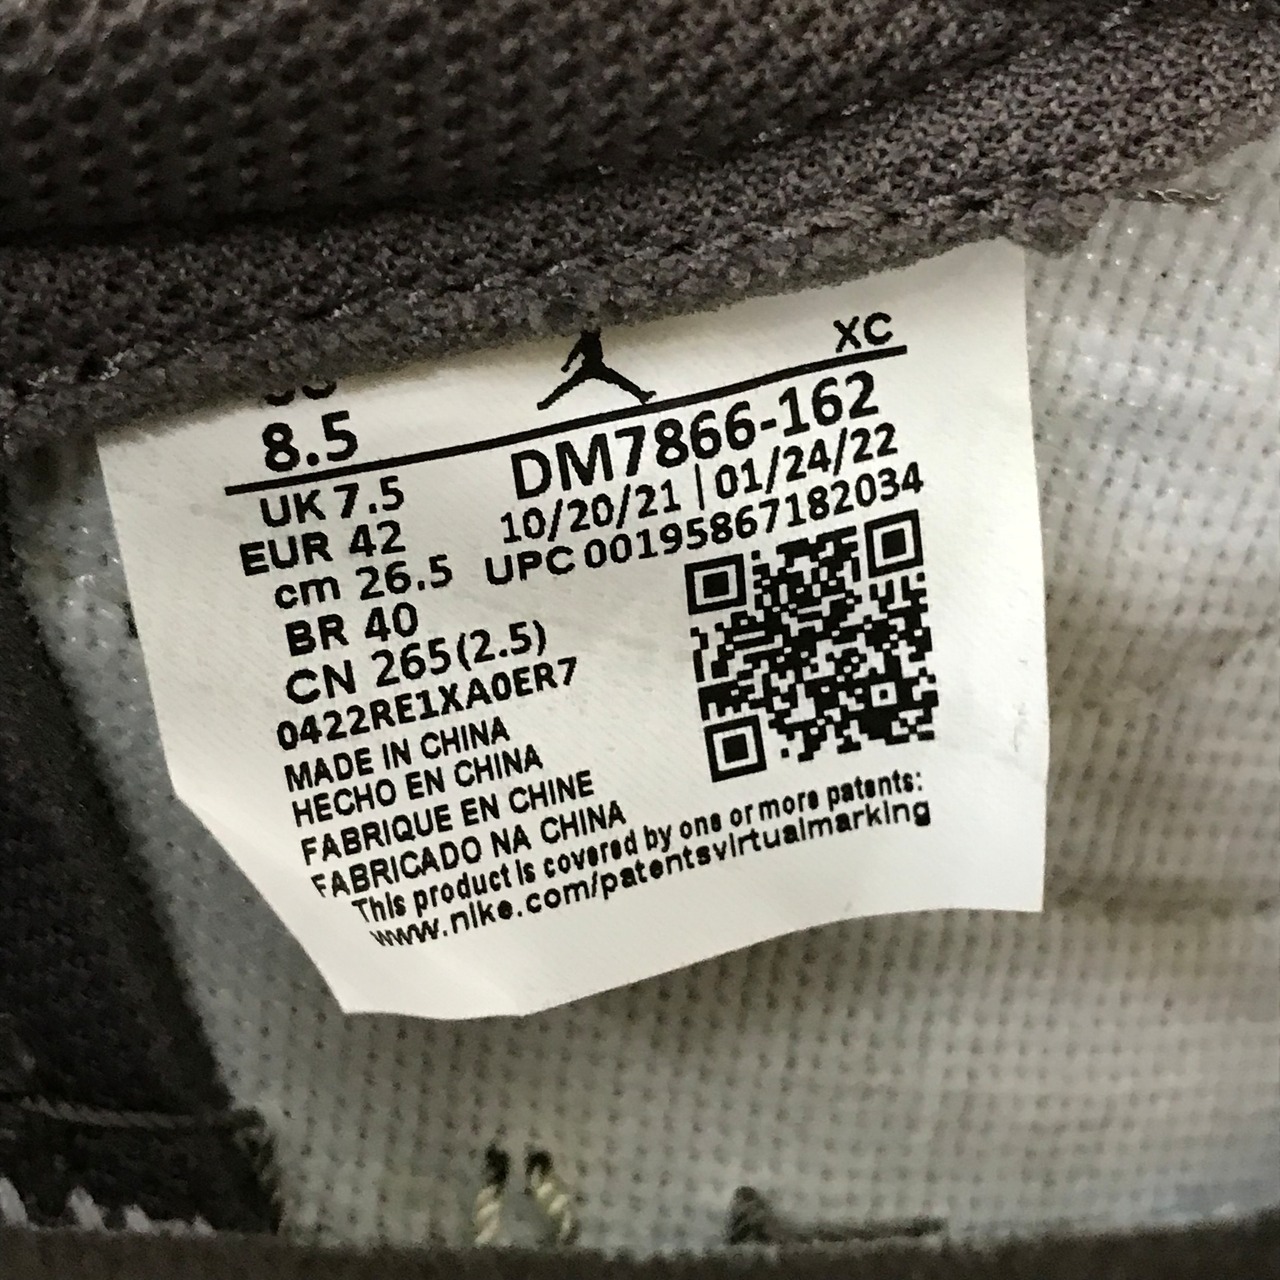 XC
8.5
DM7866-162
UK 7.5
10/20/21 | 01/24/22
EUR 42
UPC 00195867182034
cm 26.5
BR 40
CN 265(2.5)
0422RE1XA0ER7
MADE IN CHINA
HECHO EN CHINA
FABRIQUE EN CHINE
FABRICADO NA CHINA
This product is covered by one or more patents:
www.nike.com/patentsvirtualmarking